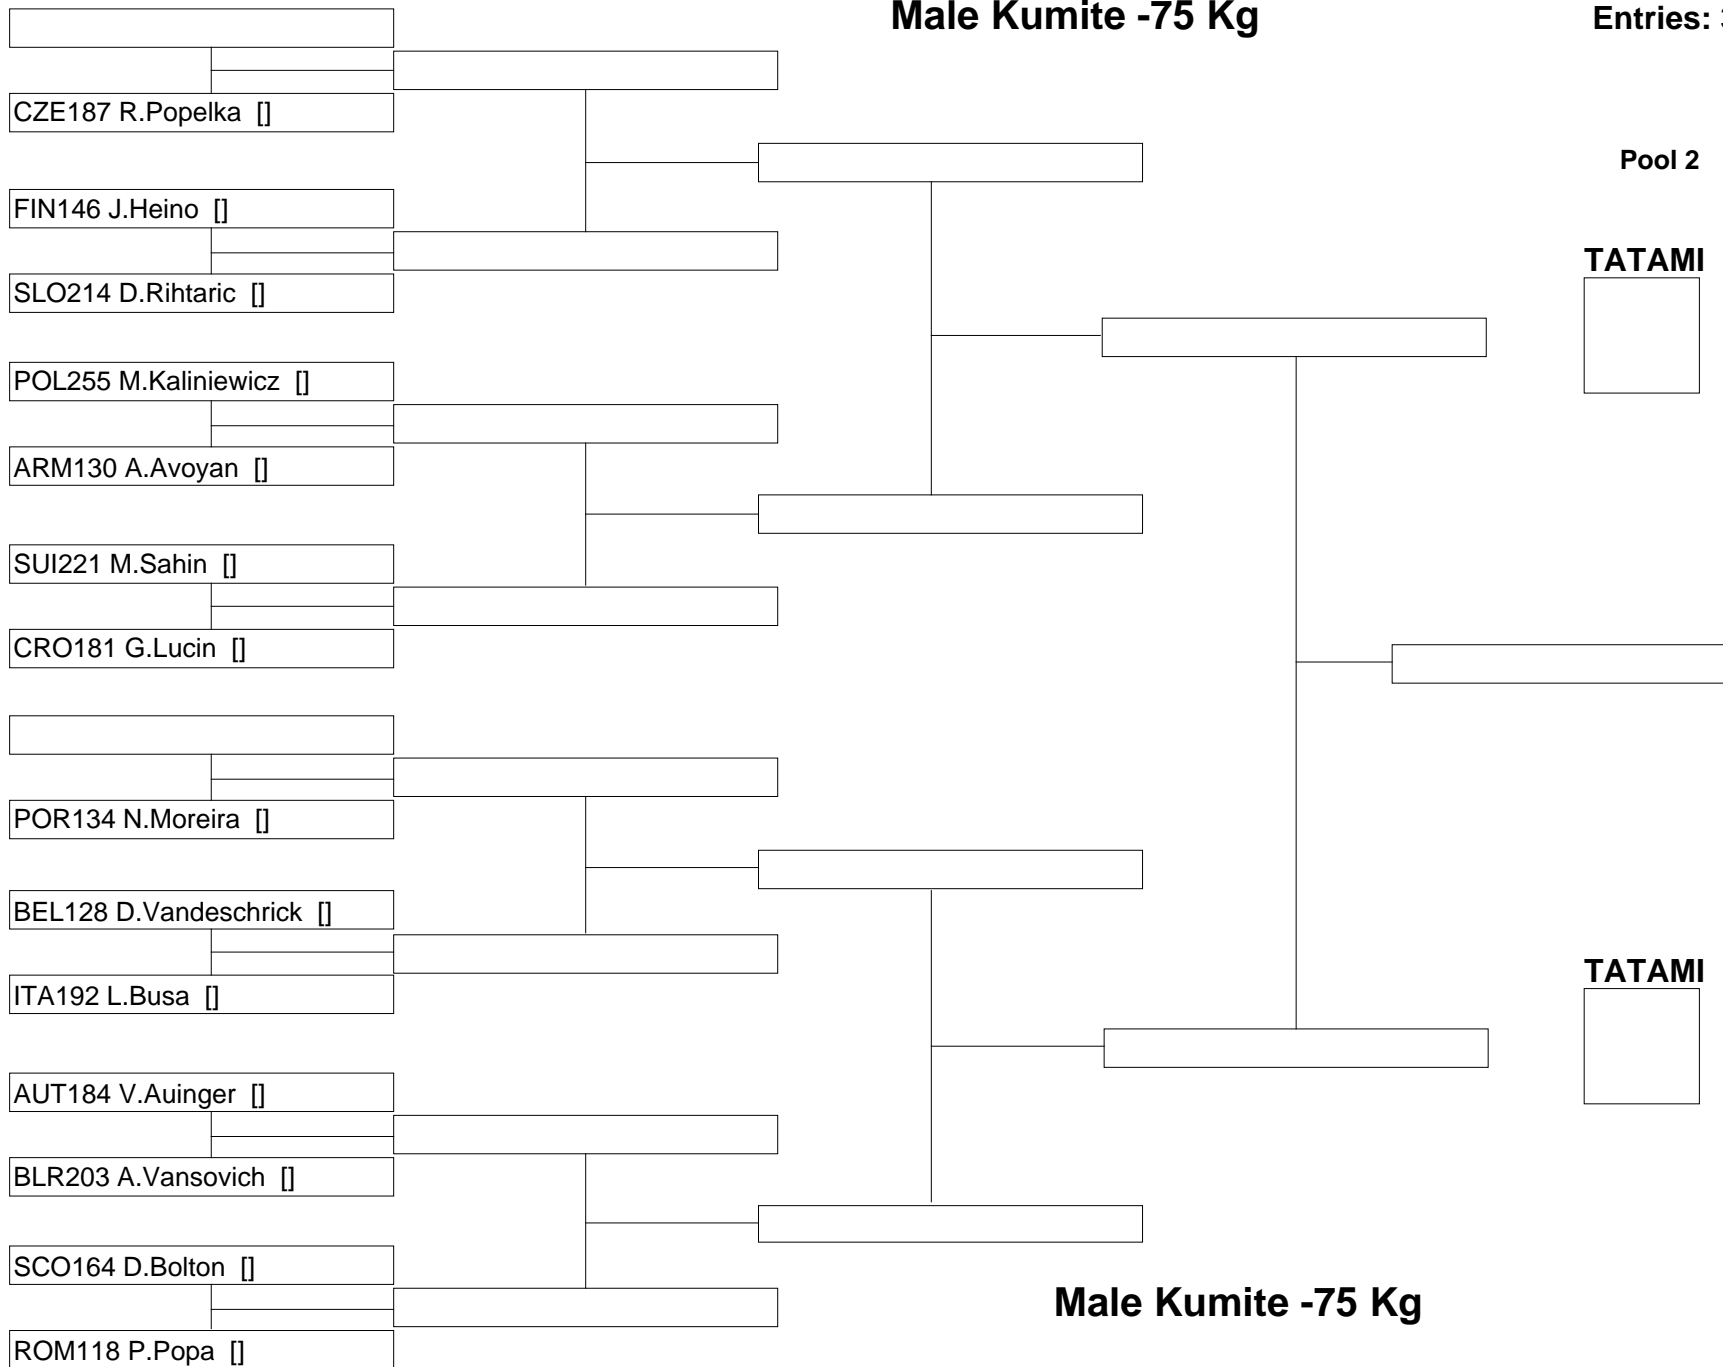 Male Kumite -75 Kg
Entries: 3
CZE187 R.Popelka []
Pool 2
FIN146 J.Heino []
TATAMI
SLO214 D.Rihtaric []
POL255 M.Kaliniewicz []
ARM130 A.Avoyan []
SUI221 M.Sahin []
CRO181 G.Lucin []
POR134 N.Moreira []
BEL128 D.Vandeschrick []
TATAMI
ITA192 L.Busa []
AUT184 V.Auinger []
BLR203 A.Vansovich []
SCO164 D.Bolton []
Male Kumite -75 Kg
ROM118 P.Popa []